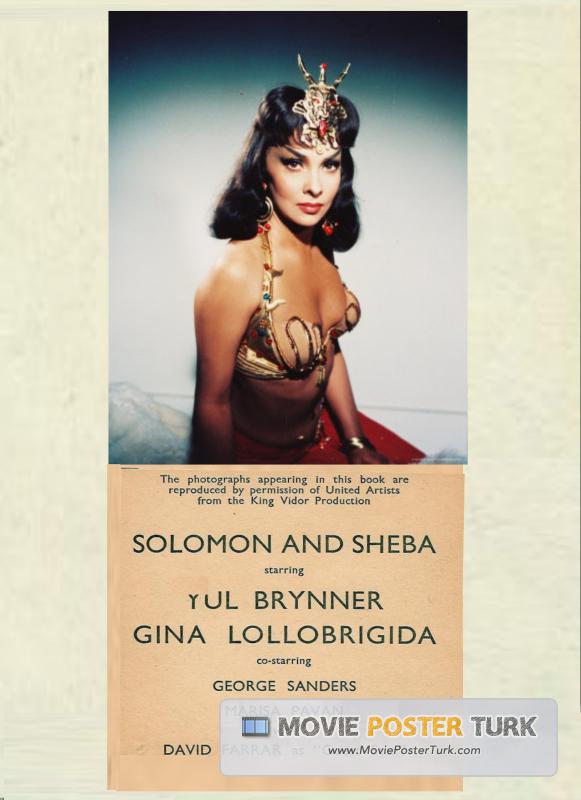 The photographs appearing in this book are
reproduced by permission of United Artists
from the King Vidor Production
SOLOMON AND SHEBA
starring
YUL BRYNNER
GINA LOLLOBRIGIDA
co-starring
GEORGE SANDERS
MARISA PAVAN
DAVID FARRAR as
MOVIE POSTER TURK
www.MoviePosterTurk.com